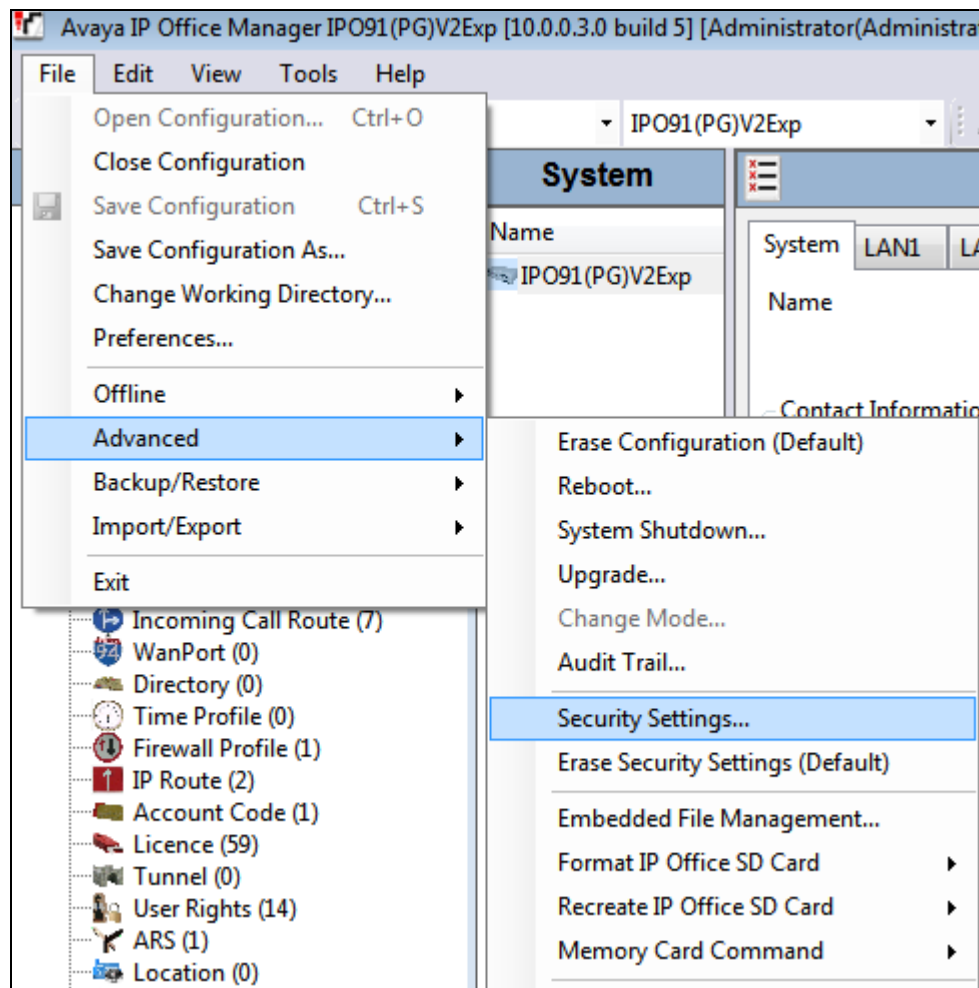 Avaya IP Office Manager IPO91(PG)V2Exp [10.0.0.3.0 build 5] [Administrator(Administra
File Edit View Tools Help
IPO91(PG)V2Exp
Open Configuration... Ctrl+O
Close Configuration
Save Configuration Ctrl+S
Save Configuration As...
Change Working Directory...
Preferences...
Offline
Advanced
Backup/Restore
Import/Export
Exit
System
Name
IPO91(PG)V2Exp
System LAN1 LA
Name
Contact Informatio
Erase Configuration (Default)
Reboot...
System Shutdown...
Upgrade...
Change Mode...
Audit Trail...
Security Settings...
Erase Security Settings (Default)
Embedded File Management...
Format IP Office SD Card
Recreate IP Office SD Card
Memory Card Command
Incoming Call Route (7)
WanPort (0)
Directory (0)
Time Profile (0)
Firewall Profile (1)
IP Route (2)
Account Code (1)
Licence (59)
Tunnel (0)
User Rights (14)
ARS (1)
Location (0)